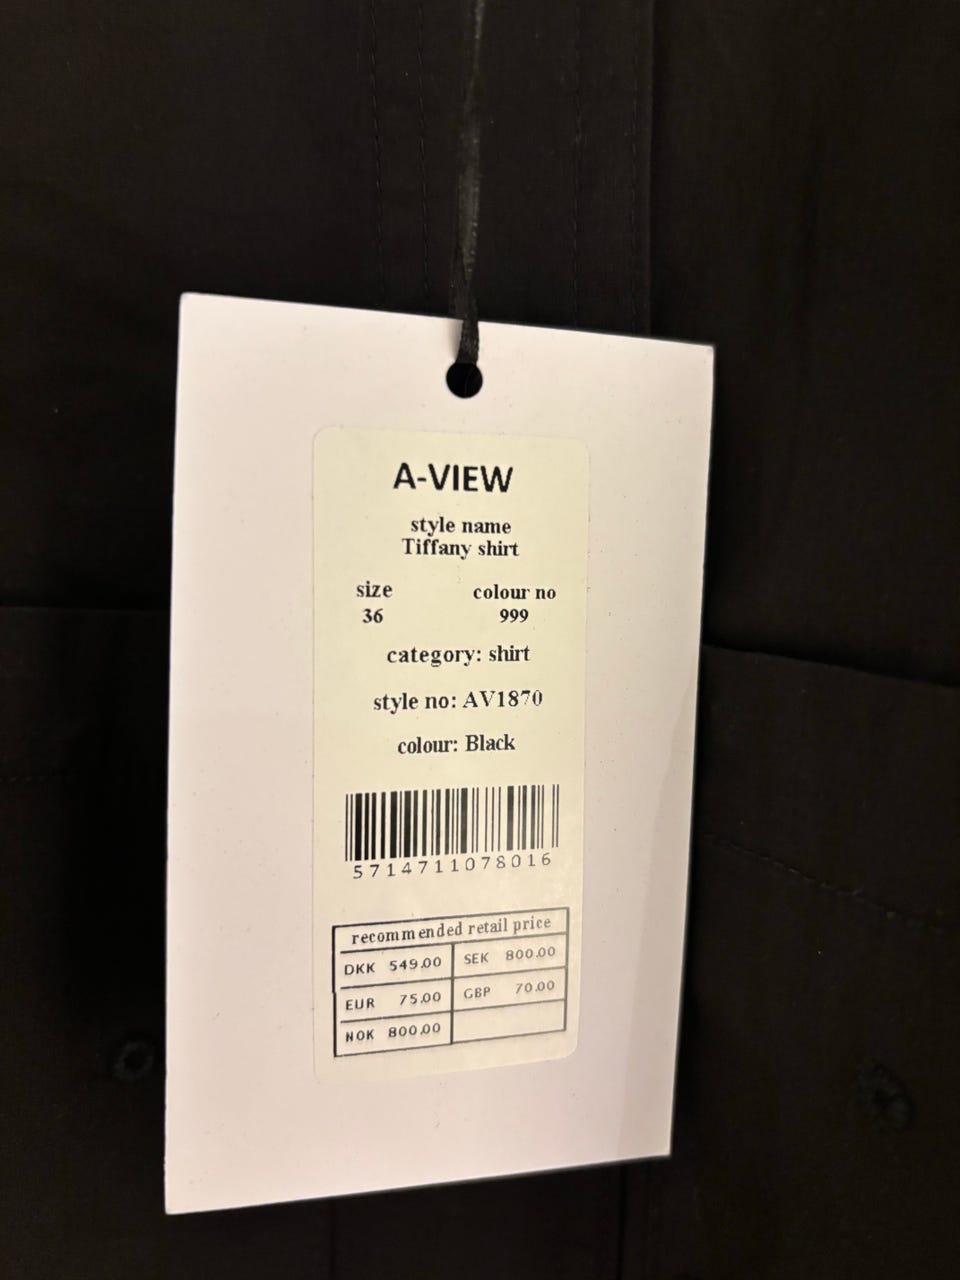 A-VIEW
style name
Tiffany shirt
size colour no
36 999
category: shirt
style no: AV1870
colour: Black
5714711078016
recommended retail price
DKK 549.00 SEK 800.00
EUR 75.00 GBP 70.00
NOK 800.00